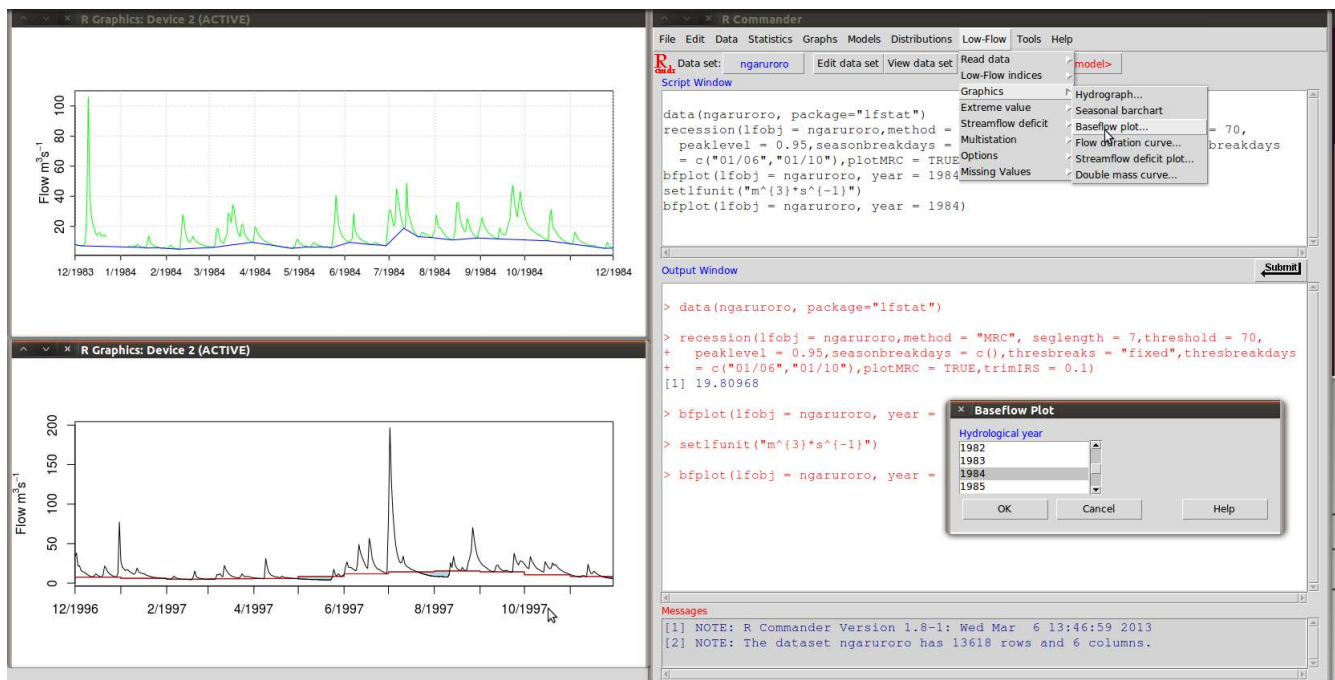 R Graphics: Device 2 (ACTIVE)
Flow m³s⁻¹
100
80
60
40
20
12/1983 1/1984 2/1984 3/1984 4/1984 5/1984 6/1984 7/1984 8/1984 9/1984 10/1984 12/1984
R Graphics: Device 2 (ACTIVE)
Flow m³s⁻¹
200
150
100
50
0
12/1996 2/1997 4/1997 6/1997 8/1997 10/1997
R Commander
File Edit Data Statistics Graphs Models Distributions Low-Flow Tools Help
R Cmdr Data set: ngaruroro Edit data set View data set model>
Read data
Low-Flow indices
Graphics
Extreme value
Streamflow deficit
Multistation
Options
Missing Values
Hydrograph...
Seasonal barchart
Baseflow plot...
Flow duration curve...
Streamflow deficit plot...
Double mass curve...
Script Window
data(ngaruroro, package="lfstat")
recession(lfobj = ngaruroro,method = = 70,
peaklevel = 0.95,seasonbreakdays = breakdays
= c("01/06","01/10"),plotMRC = TRUE
bfplot(lfobj = ngaruroro, year = 1984
setlfunit("m^{3}*s^{-1}")
bfplot(lfobj = ngaruroro, year = 1984)
Output Window
Submit
> data(ngaruroro, package="lfstat")
> recession(lfobj = ngaruroro,method = "MRC", seglength = 7,threshold = 70,
+ peaklevel = 0.95,seasonbreakdays = c(),thresbreaks = "fixed",thresbreakdays
+ = c("01/06","01/10"),plotMRC = TRUE,trimIRS = 0.1)
[1] 19.80968
> bfplot(lfobj = ngaruroro, year =
> setlfunit("m^{3}*s^{-1}")
> bfplot(lfobj = ngaruroro, year =
Baseflow Plot
Hydrological year
1982
1983
1984
1985
OK Cancel Help
Messages
[1] NOTE: R Commander Version 1.8-1: Wed Mar 6 13:46:59 2013
[2] NOTE: The dataset ngaruroro has 13618 rows and 6 columns.